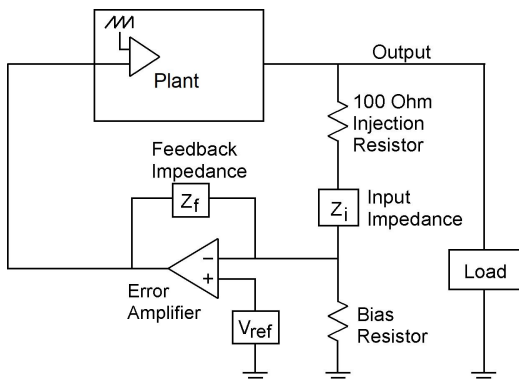 Plant
Output
100 Ohm
Injection
Resistor
Feedback
Impedance
Zf
Zi
Input
Impedance
Load
−
+
Error
Amplifier
Vref
Bias
Resistor